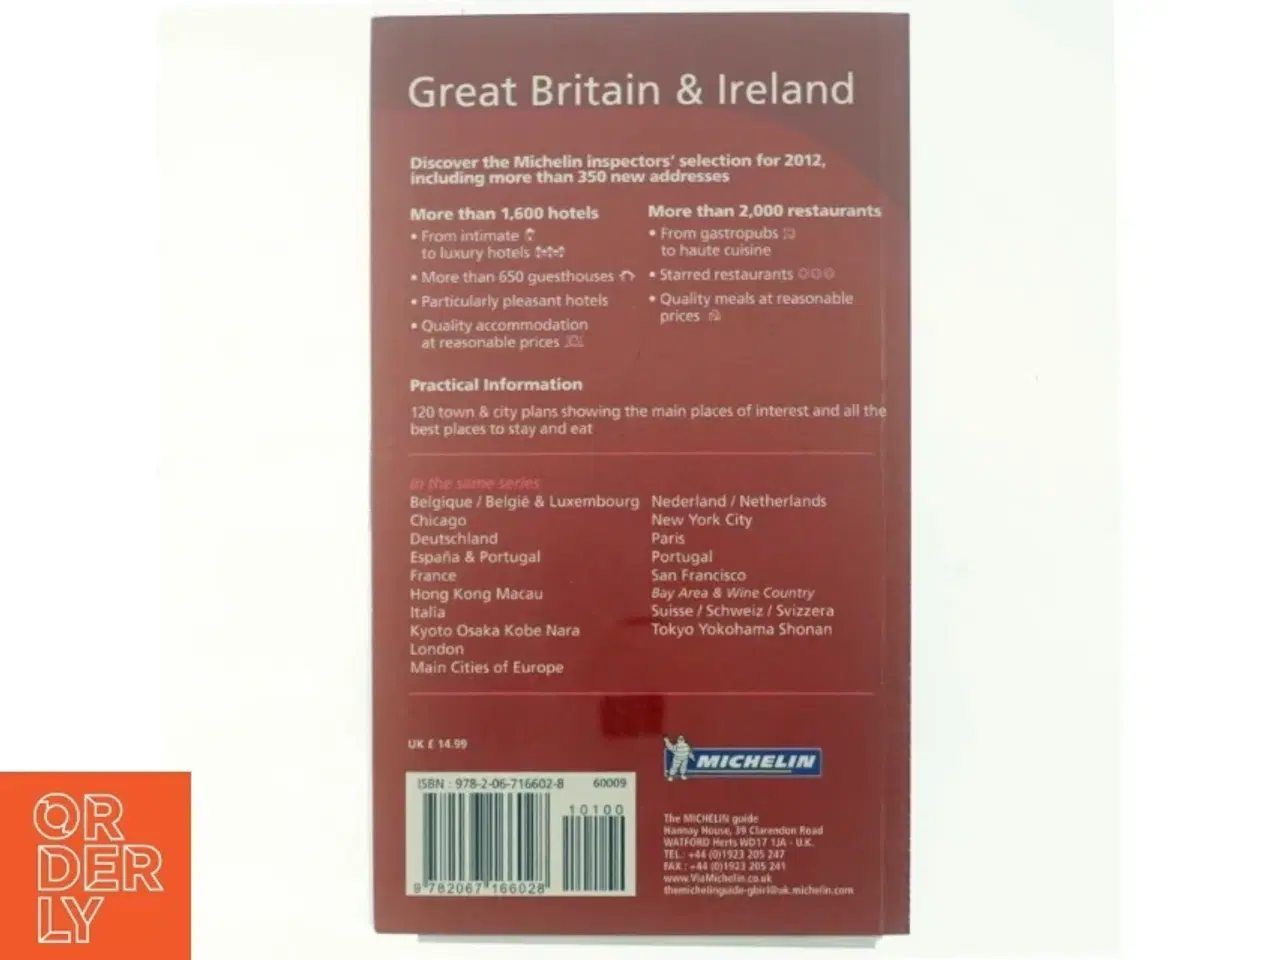 Great Britain & Ireland
Discover the Michelin inspectors' selection for 2012,
including more than 350 new addresses
More than 1,600 hotels
• From intimate
to luxury hotels
• More than 650 guesthouses
• Particularly pleasant hotels
• Quality accommodation
at reasonable prices
More than 2,000 restaurants
• From gastropubs
to haute cuisine
• Starred restaurants
• Quality meals at reasonable
prices
Practical Information
120 town & city plans showing the main places of interest and all the
best places to stay and eat
In the same series
Belgique / België & Luxembourg
Chicago
Deutschland
España & Portugal
France
Hong Kong Macau
Italia
Kyoto Osaka Kobe Nara
London
Main Cities of Europe
Nederland / Netherlands
New York City
Paris
Portugal
San Francisco
Bay Area & Wine Country
Suisse / Schweiz / Svizzera
Tokyo Yokohama Shonan
UK £ 14.99
ISBN : 978-2-06-716602-8 60009
10100
9 782067 166028
MICHELIN
The MICHELIN guide
Hannay House, 39 Clarendon Road
WATFORD Herts WD17 1JA - U.K.
TEL : +44 (0)1923 205 247
FAX : +44 (0)1923 205 241
www.ViaMichelin.co.uk
themichelinguide-gbirl@uk.michelin.com
ORDERLY